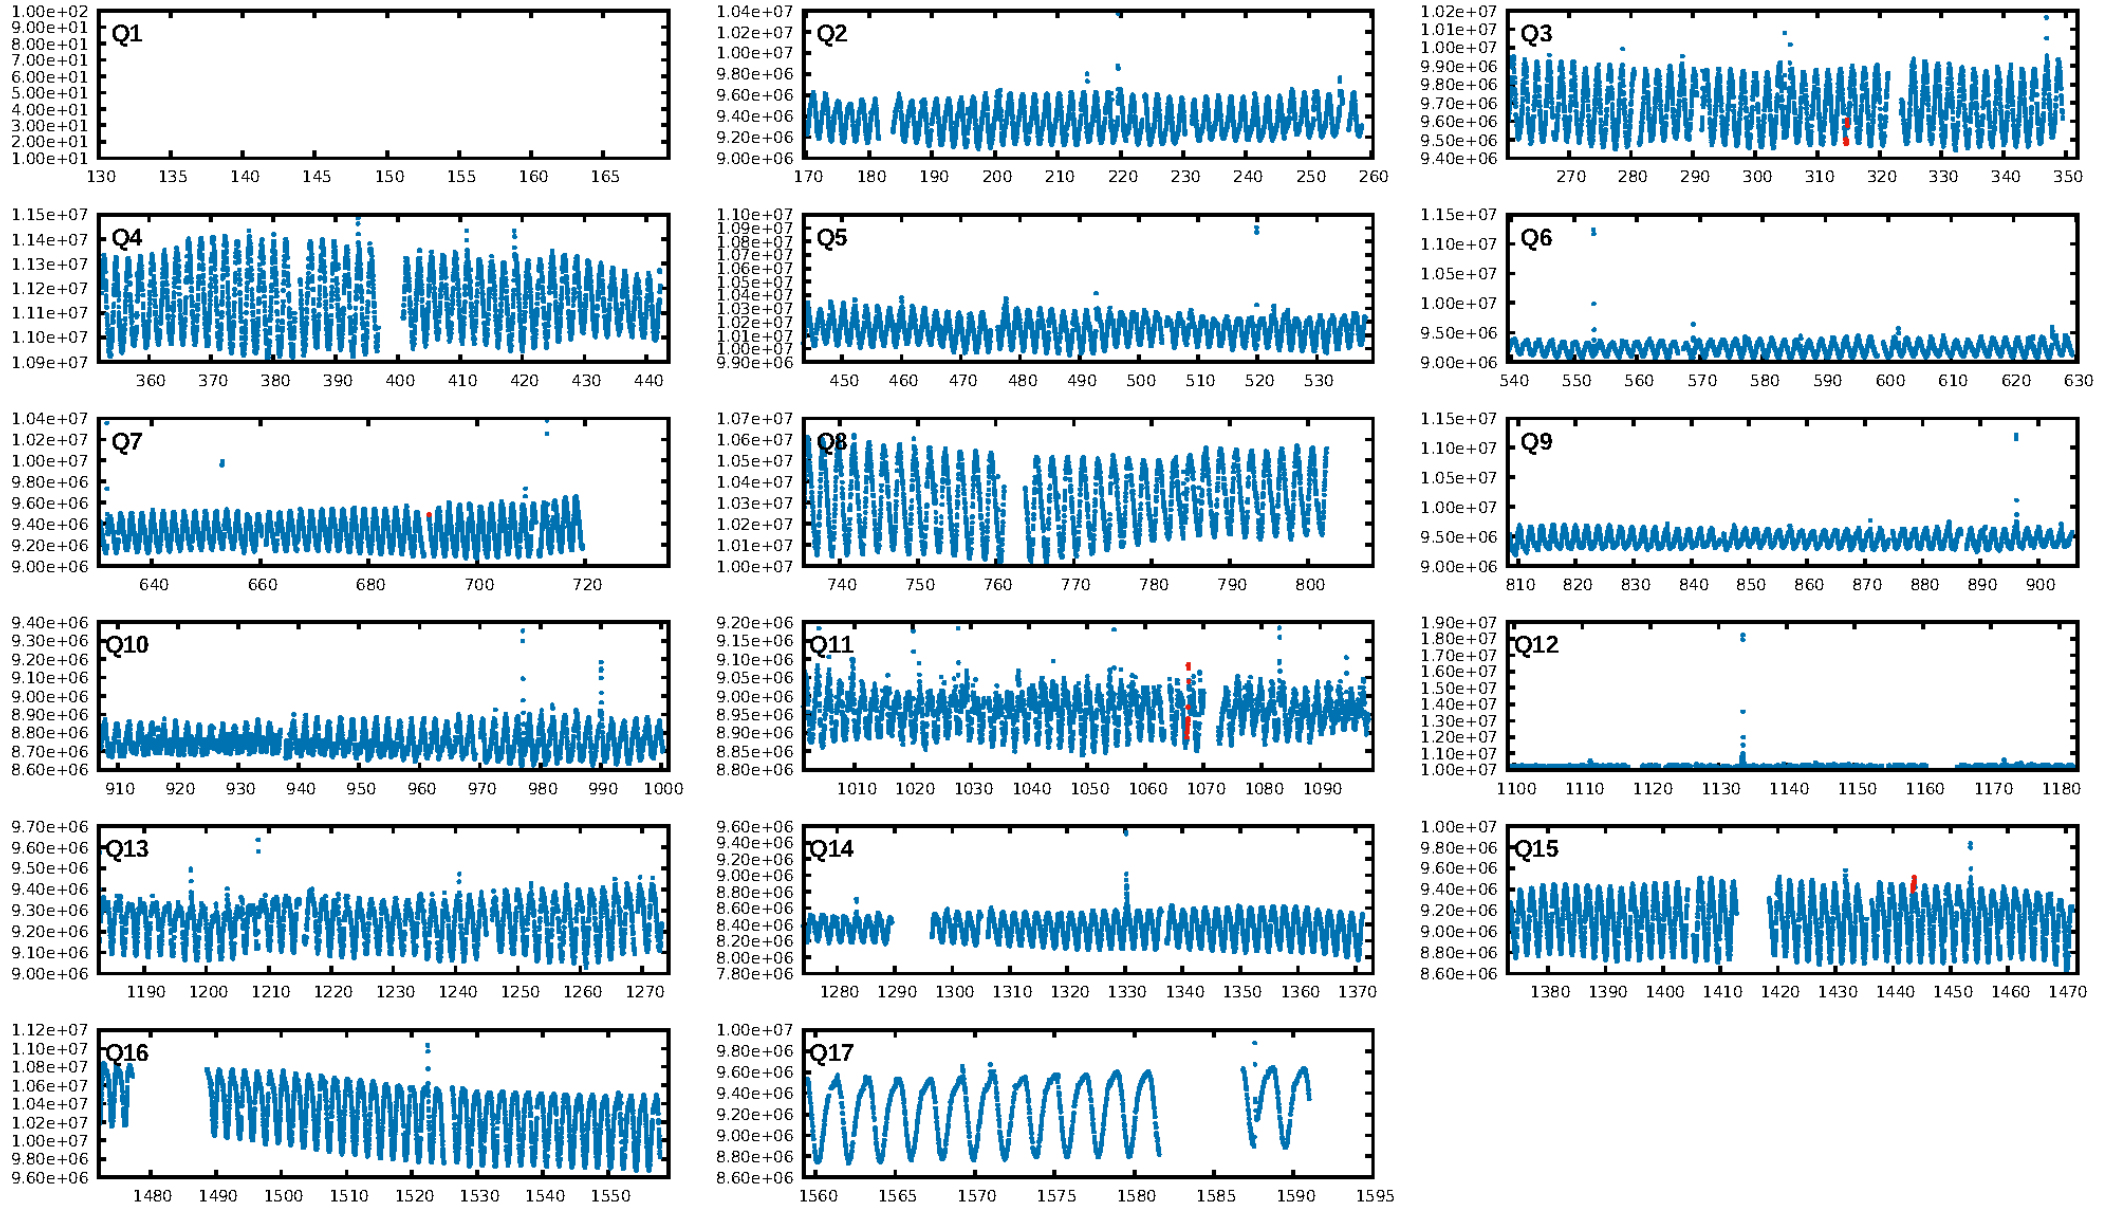 1.00e+02
9.00e+01
8.00e+01
7.00e+01
6.00e+01
5.00e+01
4.00e+01
3.00e+01
2.00e+01
1.00e+01
Q1
130 135 140 145 150 155 160 165
1.04e+07
1.02e+07
1.00e+07
9.80e+06
9.60e+06
9.40e+06
9.20e+06
9.00e+06
Q2
170 180 190 200 210 220 230 240 250 260
1.02e+07
1.01e+07
1.00e+07
9.90e+06
9.80e+06
9.70e+06
9.60e+06
9.50e+06
9.40e+06
Q3
270 280 290 300 310 320 330 340 350
1.15e+07
1.14e+07
1.13e+07
1.12e+07
1.11e+07
1.10e+07
1.09e+07
Q4
360 370 380 390 400 410 420 430 440
1.10e+07
1.09e+07
1.08e+07
1.07e+07
1.06e+07
1.05e+07
1.04e+07
1.03e+07
1.02e+07
1.01e+07
1.00e+07
9.90e+06
Q5
450 460 470 480 490 500 510 520 530
1.15e+07
1.10e+07
1.05e+07
1.00e+07
9.50e+06
9.00e+06
Q6
540 550 560 570 580 590 600 610 620 630
1.04e+07
1.02e+07
1.00e+07
9.80e+06
9.60e+06
9.40e+06
9.20e+06
9.00e+06
Q7
640 660 680 700 720
1.07e+07
1.06e+07
1.05e+07
1.04e+07
1.03e+07
1.02e+07
1.01e+07
1.00e+07
Q8
740 750 760 770 780 790 800
1.15e+07
1.10e+07
1.05e+07
1.00e+07
9.50e+06
9.00e+06
Q9
810 820 830 840 850 860 870 880 890 900
9.40e+06
9.30e+06
9.20e+06
9.10e+06
9.00e+06
8.90e+06
8.80e+06
8.70e+06
8.60e+06
Q10
910 920 930 940 950 960 970 980 990 1000
9.20e+06
9.15e+06
9.10e+06
9.05e+06
9.00e+06
8.95e+06
8.90e+06
8.85e+06
8.80e+06
Q11
1010 1020 1030 1040 1050 1060 1070 1080 1090
1.90e+07
1.80e+07
1.70e+07
1.60e+07
1.50e+07
1.40e+07
1.30e+07
1.20e+07
1.10e+07
1.00e+07
Q12
1100 1110 1120 1130 1140 1150 1160 1170 1180
9.70e+06
9.60e+06
9.50e+06
9.40e+06
9.30e+06
9.20e+06
9.10e+06
9.00e+06
Q13
1190 1200 1210 1220 1230 1240 1250 1260 1270
9.60e+06
9.40e+06
9.20e+06
9.00e+06
8.80e+06
8.60e+06
8.40e+06
8.20e+06
8.00e+06
7.80e+06
Q14
1280 1290 1300 1310 1320 1330 1340 1350 1360 1370
1.00e+07
9.80e+06
9.60e+06
9.40e+06
9.20e+06
9.00e+06
8.80e+06
8.60e+06
Q15
1380 1390 1400 1410 1420 1430 1440 1450 1460 1470
1.12e+07
1.10e+07
1.08e+07
1.06e+07
1.04e+07
1.02e+07
1.00e+07
9.80e+06
9.60e+06
Q16
1480 1490 1500 1510 1520 1530 1540 1550
1.00e+07
9.80e+06
9.60e+06
9.40e+06
9.20e+06
9.00e+06
8.80e+06
8.60e+06
Q17
1560 1565 1570 1575 1580 1585 1590 1595